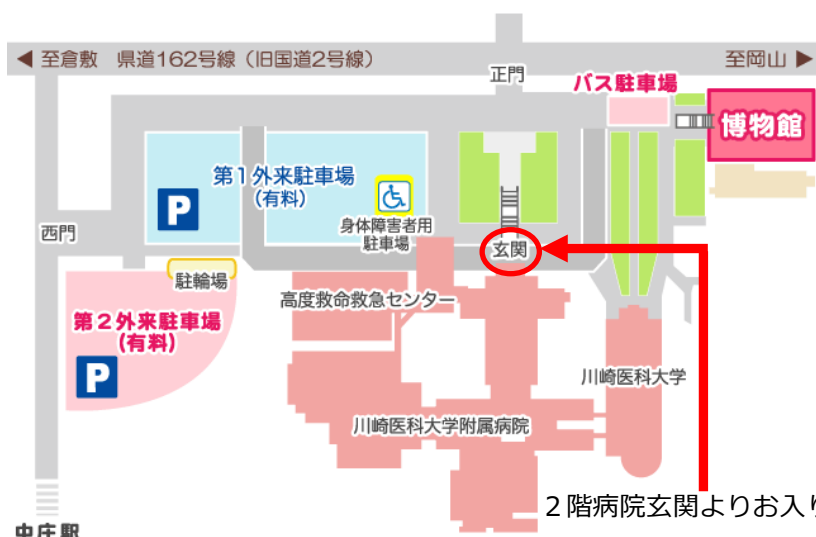 ◀ 至倉敷　県道162号線（旧国道2号線）
至岡山 ▶
正門
バス駐車場
博物館
第1外来駐車場
（有料）
P
身体障害者用
駐車場
西門
玄関
駐輪場
高度救命救急センター
第２外来駐車場
（有料）
P
川崎医科大学
川崎医科大学附属病院
２階病院玄関よりお入り
中庄駅